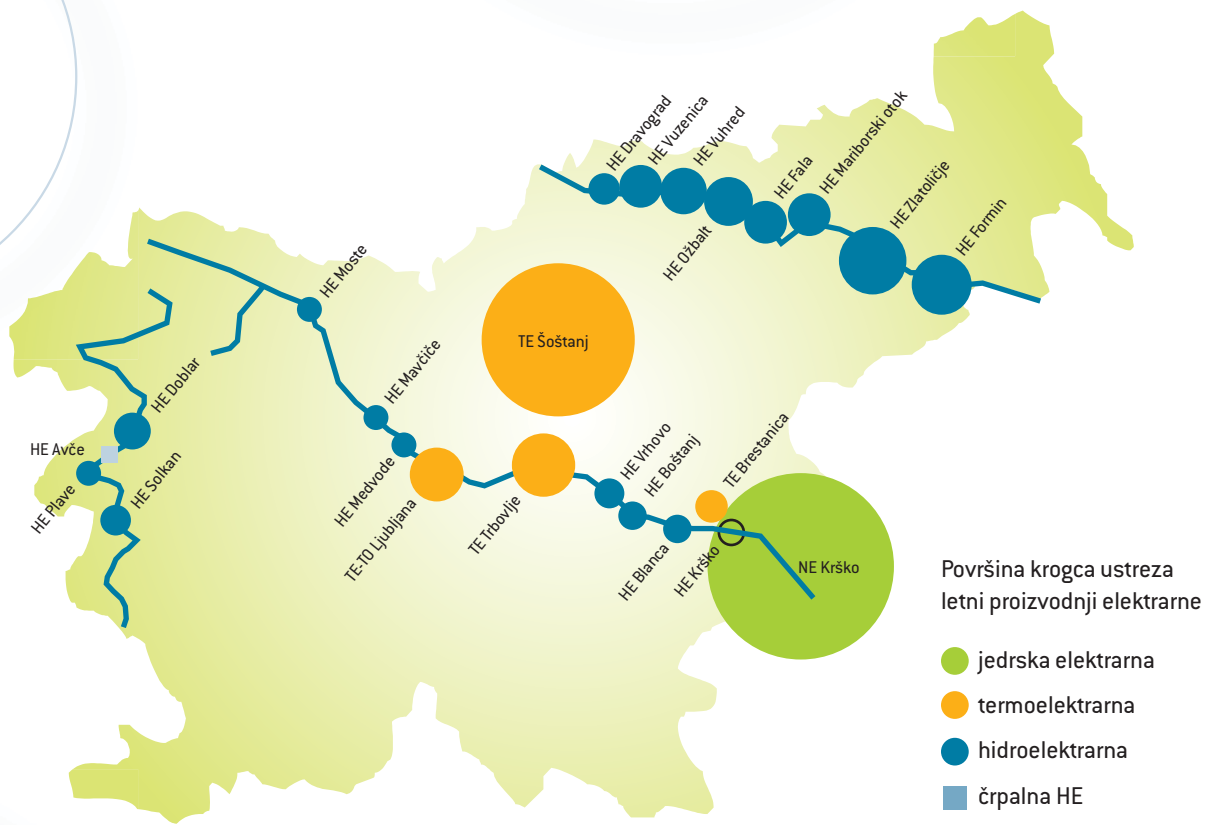 HE Dravograd
HE Vuzenica
HE Vuhred
HE Ožbalt
HE Fala
HE Mariborski otok
HE Zlatoličje
HE Formin
HE Moste
TE Šoštanj
HE Mavčiče
HE Doblar
HE Avče
HE Plave
HE Solkan
HE Medvode
TE-TO Ljubljana
TE Trbovlje
HE Vrhovo
HE Boštanj
TE Brestanica
HE Blanca
HE Krško
NE Krško
Površina krogca ustreza
letni proizvodnji elektrarne
jedrska elektrarna
termoelektrarna
hidroelektrarna
črpalna HE